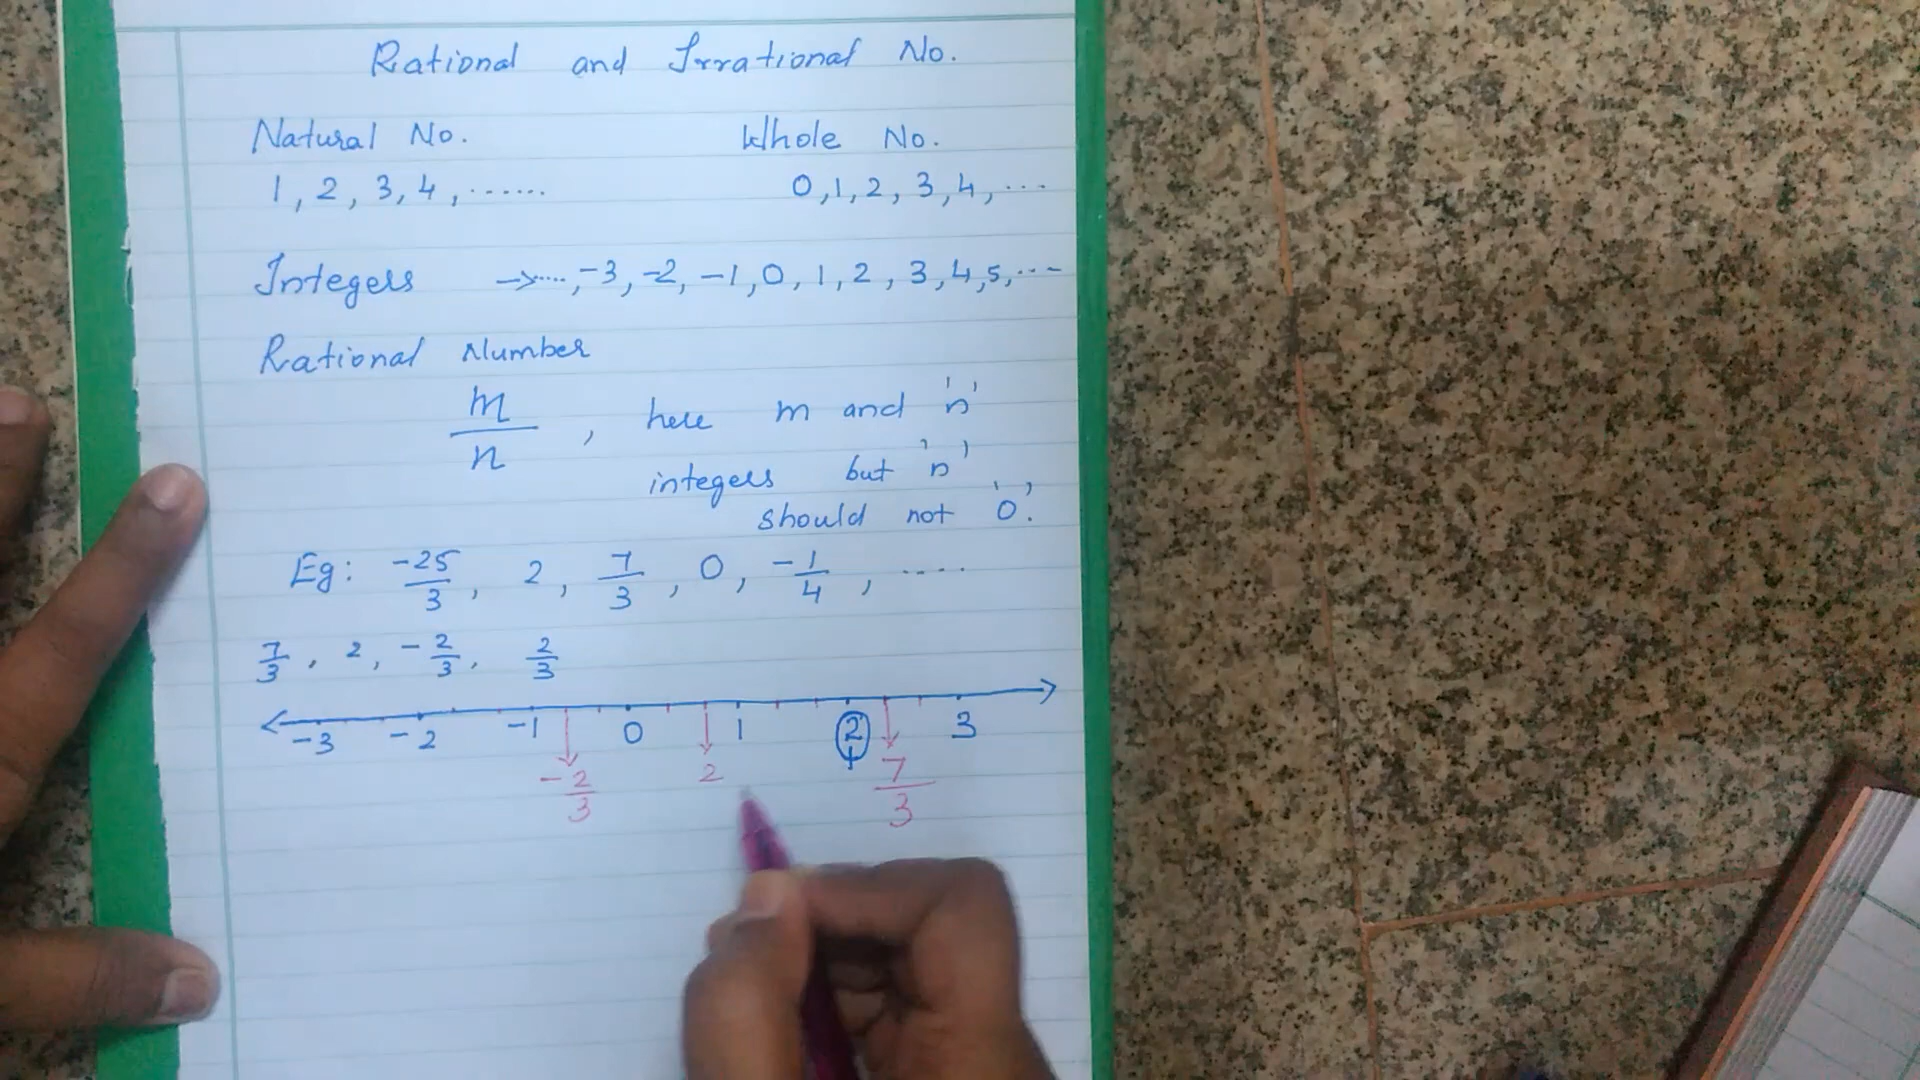 Rational and Irrational No.
Natural No. Whole No.
1, 2, 3, 4, ...... 0, 1, 2, 3, 4, ...
Integers →...., -3, -2, -1, 0, 1, 2, 3, 4, 5, ...
Rational Number
m/n, here m and 'n'
integers but 'n'
should not '0'.
Eg: -25/3, 2, 7/3, 0, -1/4, ....
7/3, 2, -2/3, 2/3
-3 -2 -1 0 1 2 3
-2/3 2 7/3